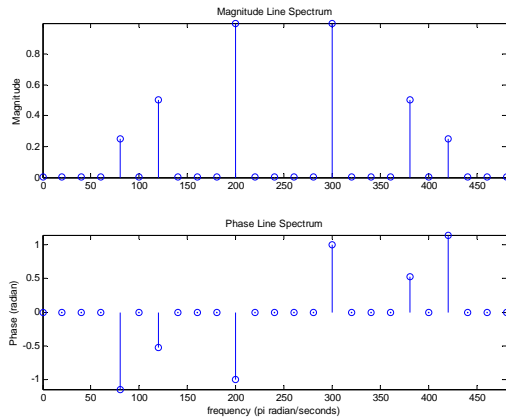 Magnitude Line Spectrum
Magnitude
0.8
0.6
0.4
0.2
0
0 50 100 150 200 250 300 350 400 450
Phase Line Spectrum
Phase (radian)
1
0.5
0
-0.5
-1
0 50 100 150 200 250 300 350 400 450
frequency (pi radian/seconds)